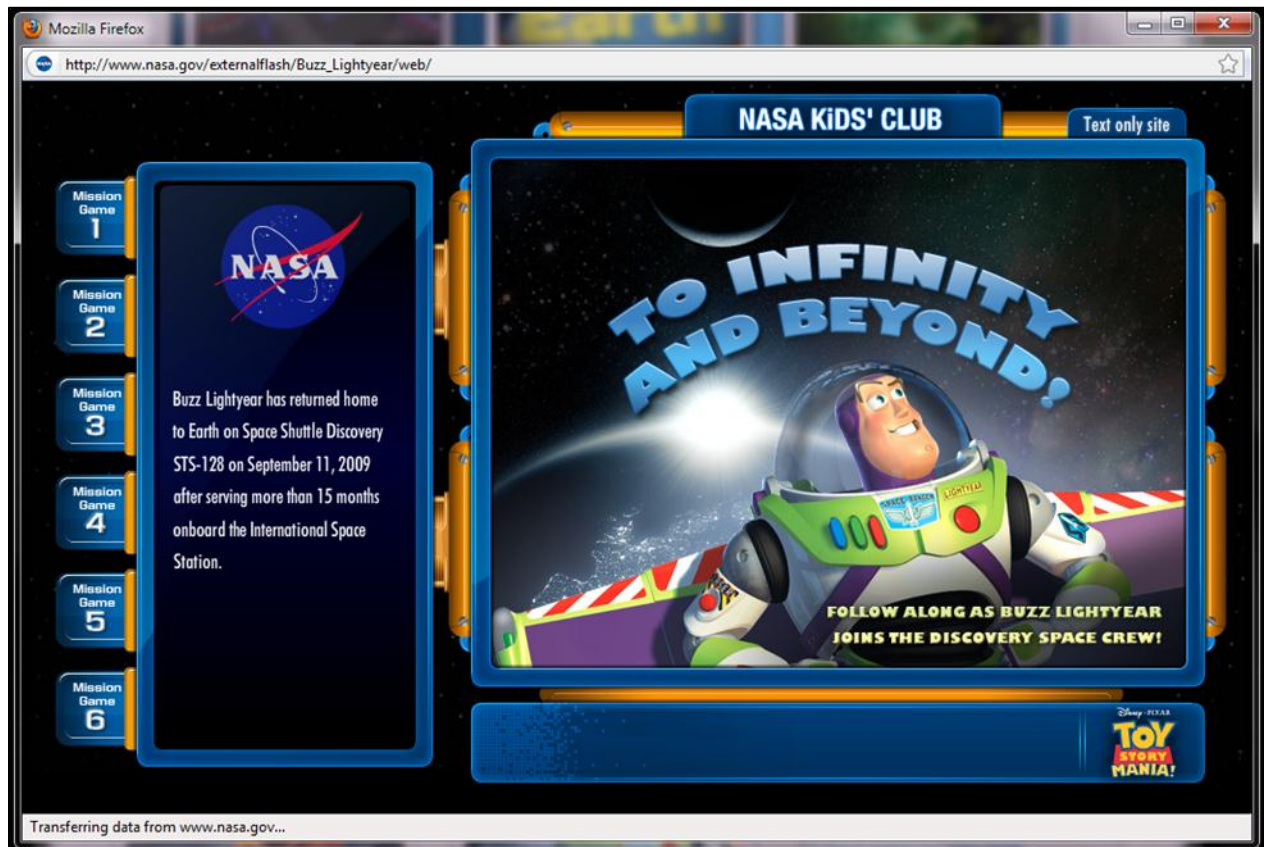 Earth
Mozilla Firefox
http://www.nasa.gov/externalflash/Buzz_Lightyear/web/
NASA KiDS' CLUB
Text only site
Mission
Game
1
Mission
Game
2
Mission
Game
3
Mission
Game
4
Mission
Game
5
Mission
Game
6
NASA
Buzz Lightyear has returned home
to Earth on Space Shuttle Discovery
STS-128 on September 11, 2009
after serving more than 15 months
onboard the International Space
Station.
TO INFINITY
AND BEYOND!
SPACE RANGER
LIGHTYEAR
FOLLOW ALONG AS BUZZ LIGHTYEAR
JOINS THE DISCOVERY SPACE CREW!
Disney·PIXAR
TOY
STORY
MANIA!
Transferring data from www.nasa.gov...